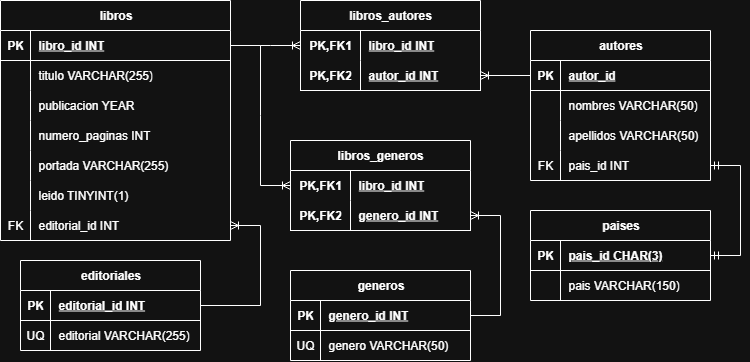 libros
PK libro_id INT
titulo VARCHAR(255)
publicacion YEAR
numero_paginas INT
portada VARCHAR(255)
leido TINYINT(1)
FK editorial_id INT
libros_autores
PK,FK1 libro_id INT
PK,FK2 autor_id INT
autores
PK autor_id
nombres VARCHAR(50)
apellidos VARCHAR(50)
FK pais_id INT
libros_generos
PK,FK1 libro_id INT
PK,FK2 genero_id INT
paises
PK pais_id CHAR(3)
pais VARCHAR(150)
editoriales
PK editorial_id INT
UQ editorial VARCHAR(255)
generos
PK genero_id INT
UQ genero VARCHAR(50)